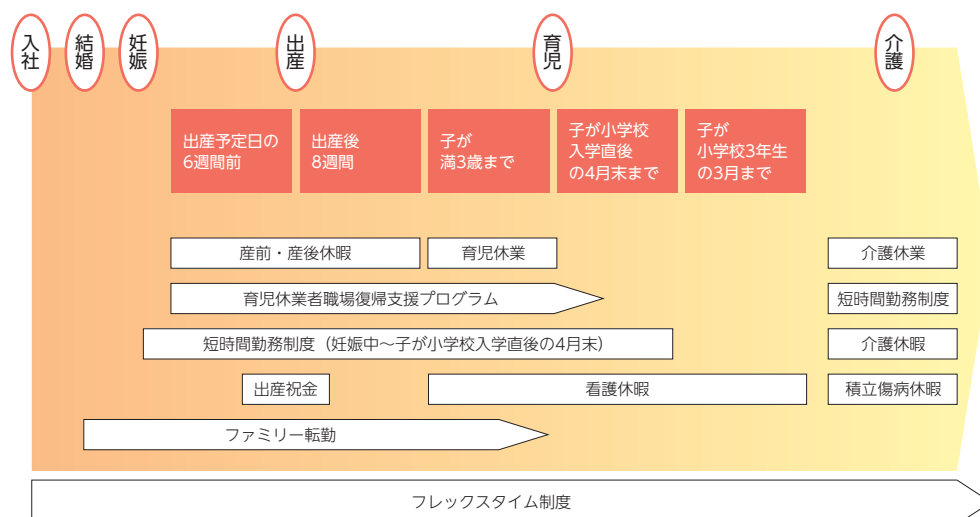 入社
結婚
妊娠
出産
育児
介護
出産予定日の
6週間前
出産後
8週間
子が
満3歳まで
子が小学校
入学直後
の4月末まで
子が
小学校3年生
の3月まで
産前・産後休暇
育児休業
介護休業
育児休業者職場復帰支援プログラム
短時間勤務制度
短時間勤務制度（妊娠中～子が小学校入学直後の4月末）
介護休暇
出産祝金
看護休暇
積立傷病休暇
ファミリー転勤
フレックスタイム制度